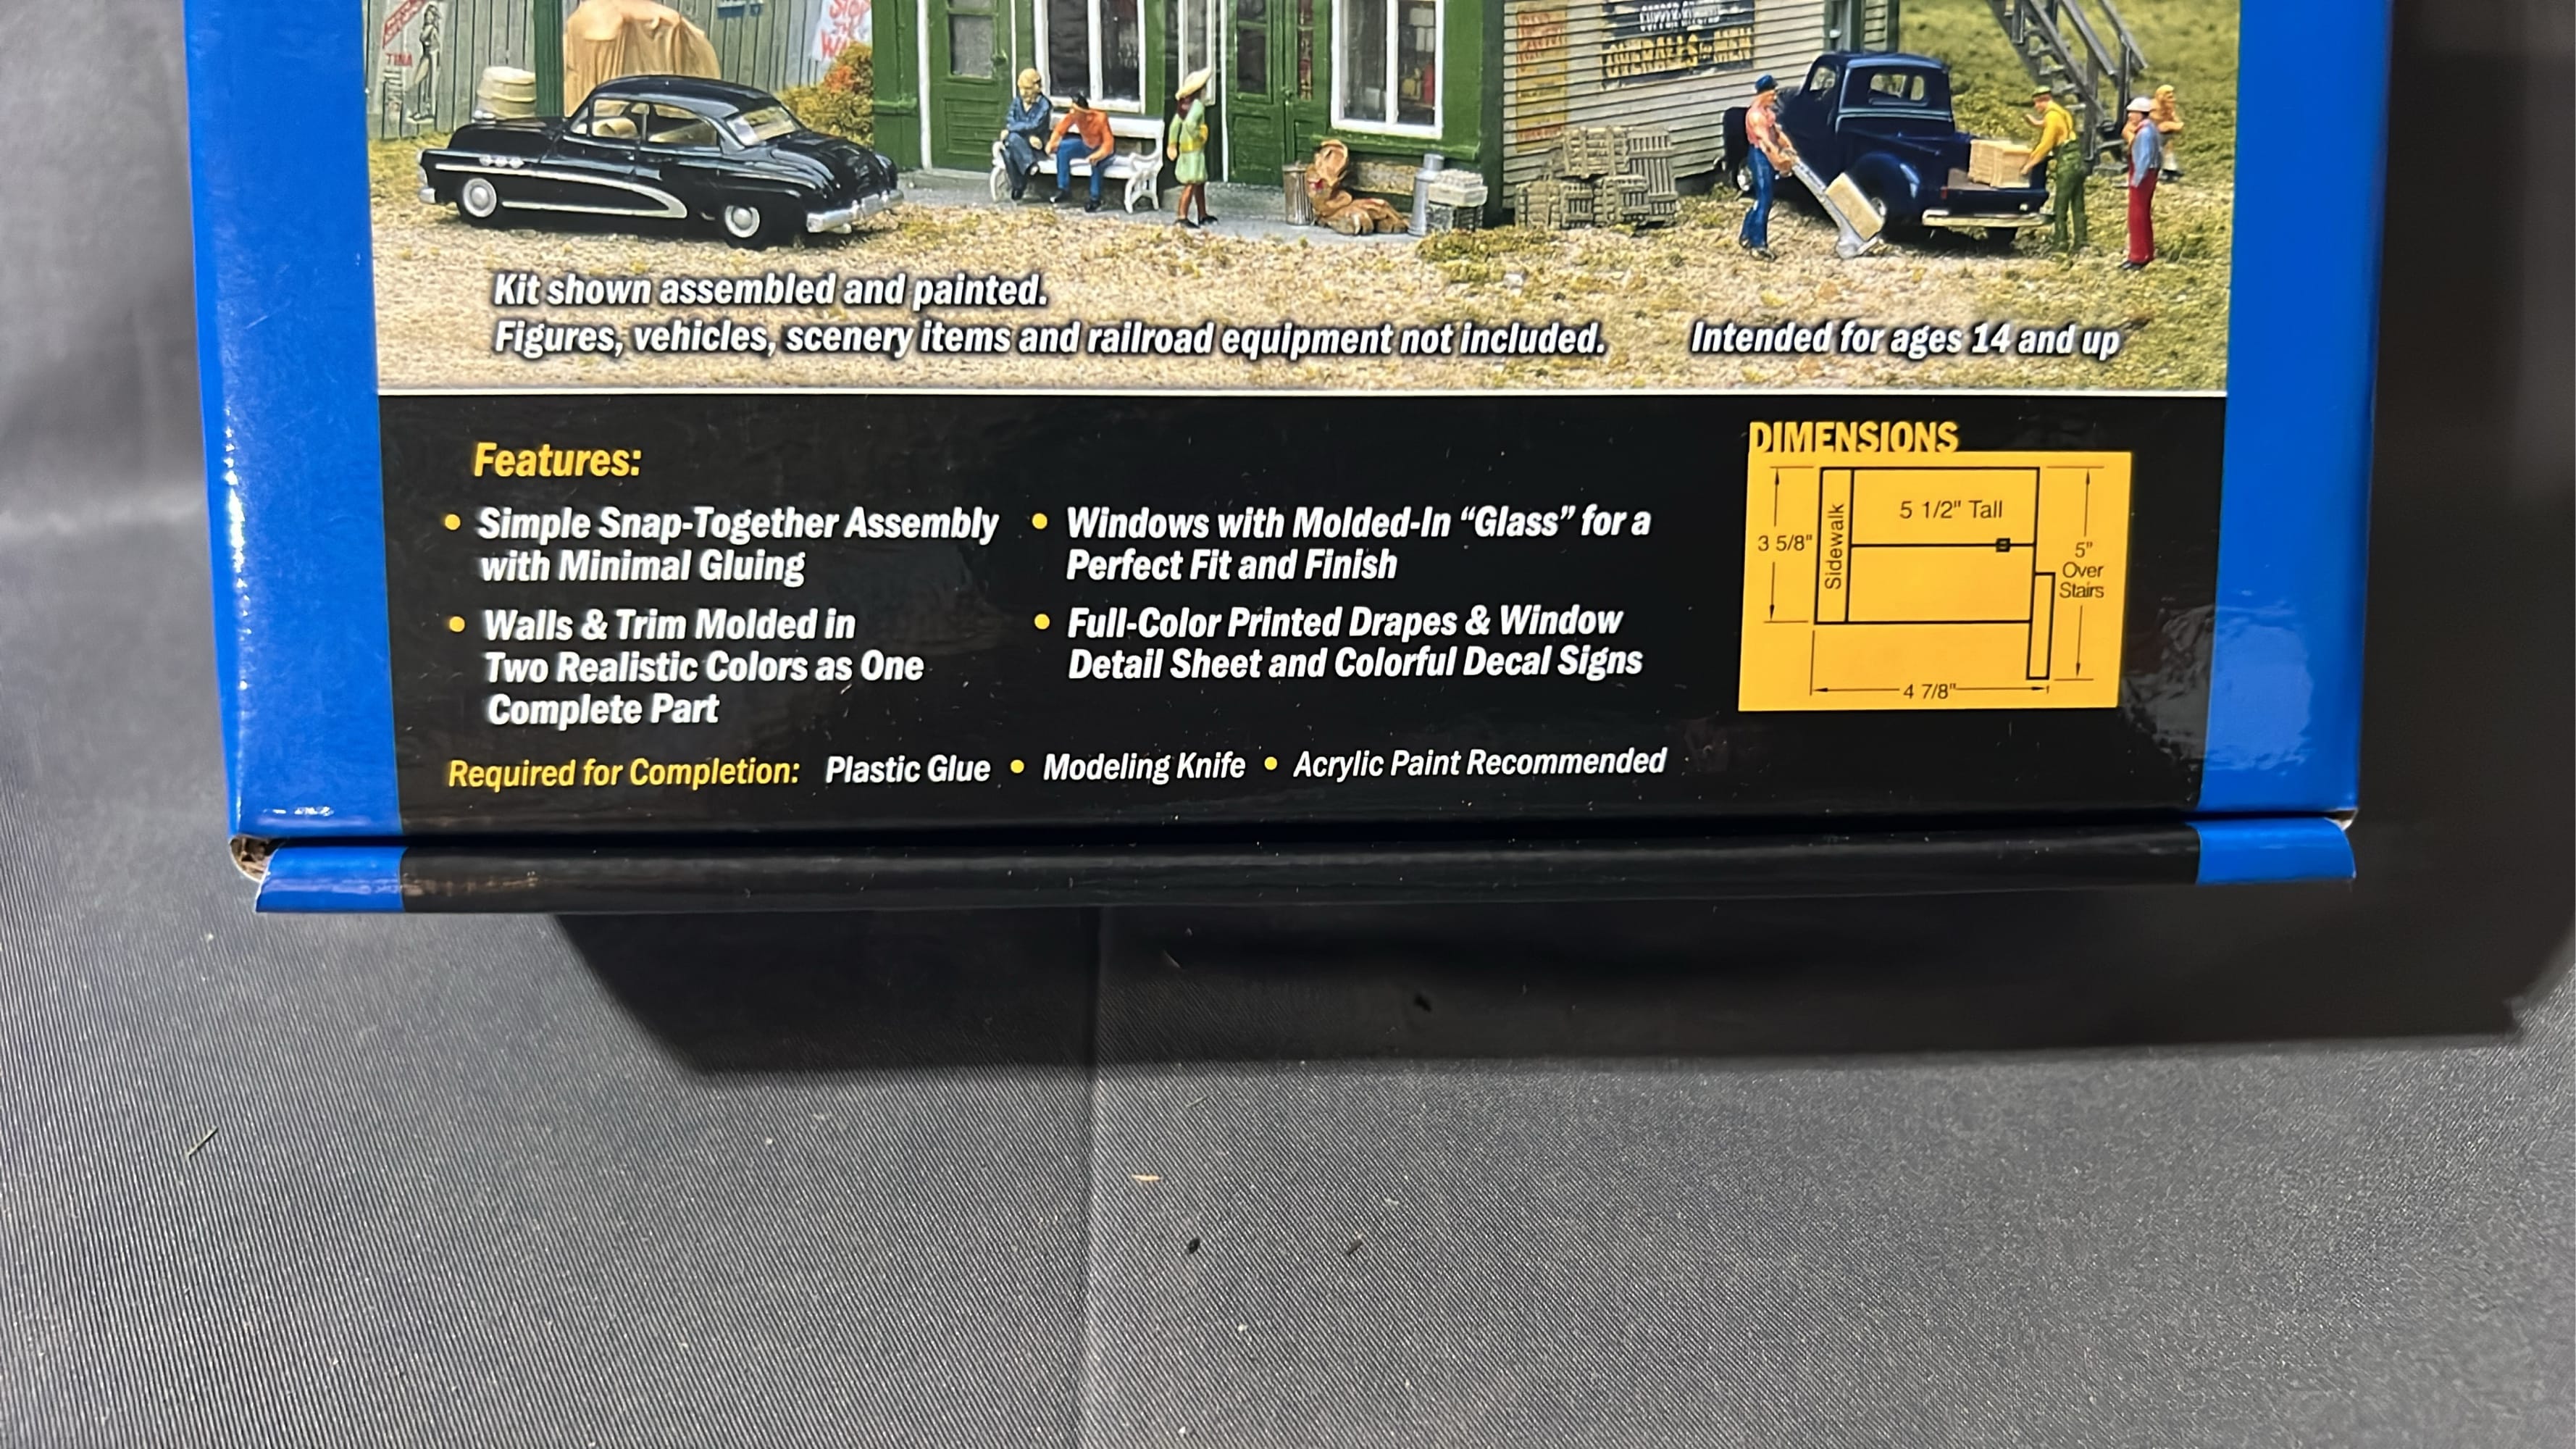 TINA
Kit shown assembled and painted.
Figures, vehicles, scenery items and railroad equipment not included.
Intended for ages 14 and up
Features:
• Simple Snap-Together Assembly
with Minimal Gluing
• Walls & Trim Molded in
Two Realistic Colors as One
Complete Part
• Windows with Molded-In “Glass” for a
Perfect Fit and Finish
• Full-Color Printed Drapes & Window
Detail Sheet and Colorful Decal Signs
Required for Completion: Plastic Glue • Modeling Knife • Acrylic Paint Recommended
DIMENSIONS
5 1/2" Tall
3 5/8"
Sidewalk
5"
Over
Stairs
4 7/8"